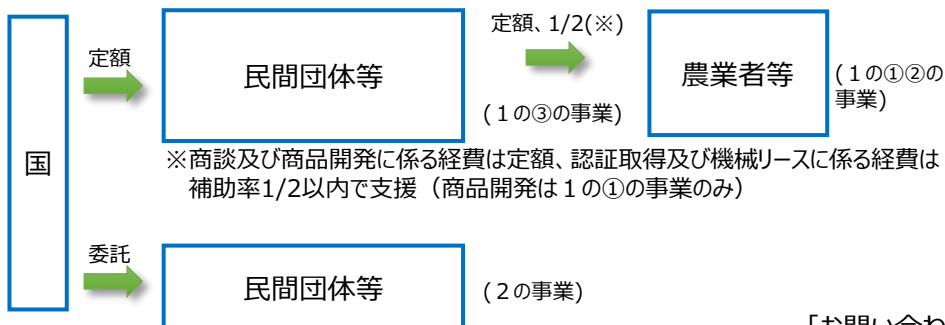 国
定額
民間団体等
(１の③の事業)
定額、1/2(※)
農業者等
(１の①②の
事業)
※商談及び商品開発に係る経費は定額、認証取得及び機械リースに係る経費は
補助率1/2以内で支援（商品開発は１の①の事業のみ）
委託
民間団体等
(２の事業)
「お問い合わ